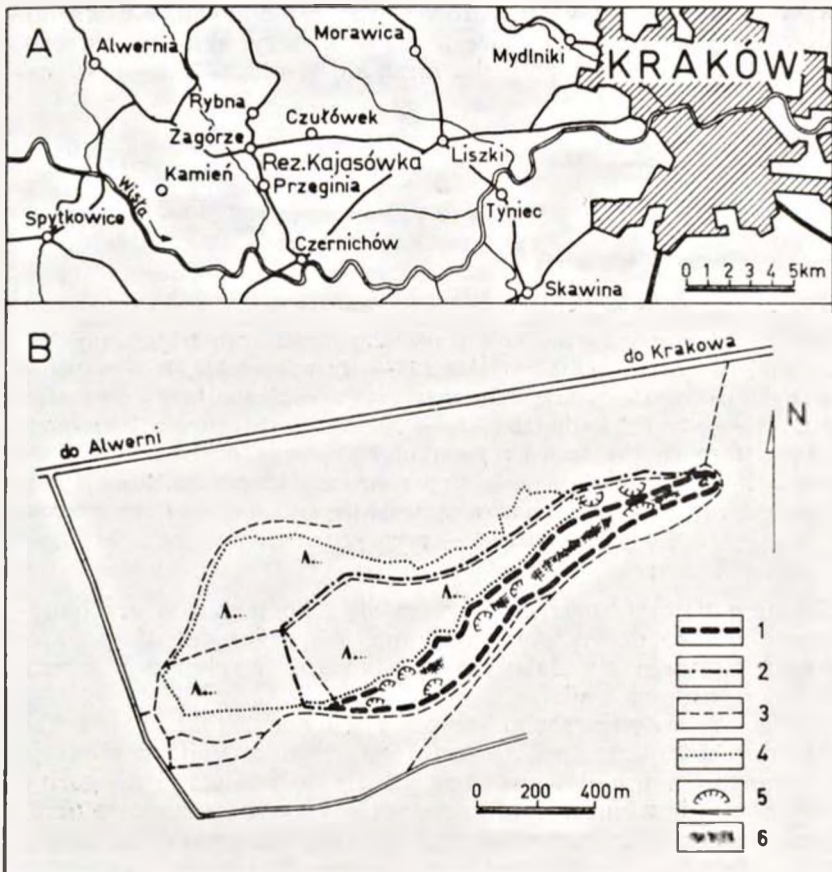 A
Alwernia
Morawica
Mydlniki
KRAKÓW
Rybna
Czułówek
Zagórze
Liszki
Rez. Kajasówka
Kamień
Przeginia
Wisła
Tyniec
Spytkowice
Czernichów
0 1 2 3 4 5km
Skawina
B
do Krakowa
do Alwerni
N
1
2
3
4
5
6
0 200 400m